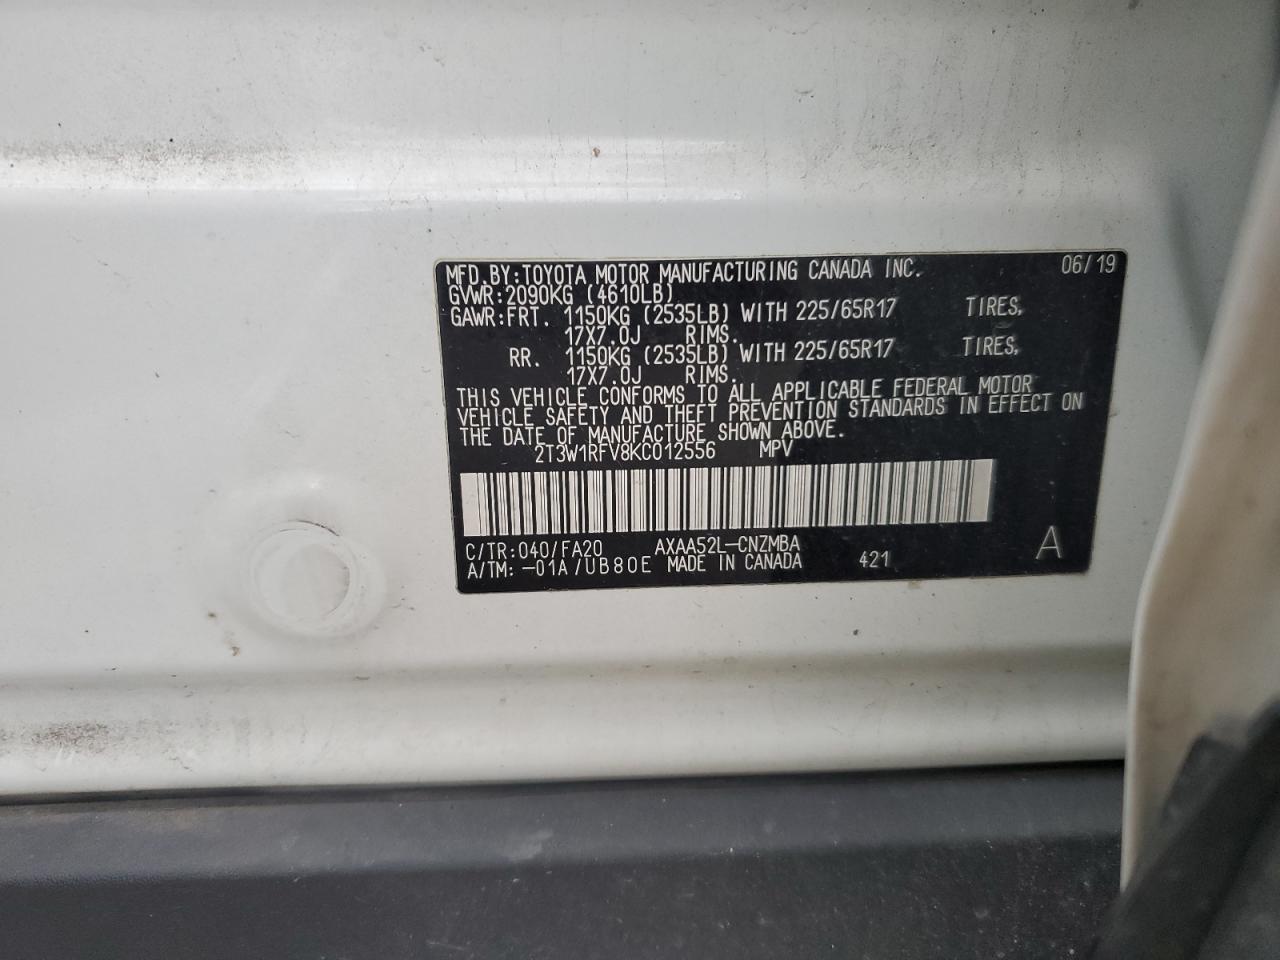 MFD.BY:TOYOTA MOTOR MANUFACTURING CANADA INC. 06/19
GVWR:2090KG (4610LB)
GAWR:FRT. 1150KG (2535LB) WITH 225/65R17 TIRES,
17X7.0J RIMS.
RR. 1150KG (2535LB) WITH 225/65R17 TIRES,
17X7.0J RIMS.
THIS VEHICLE CONFORMS TO ALL APPLICABLE FEDERAL MOTOR
VEHICLE SAFETY AND THEFT PREVENTION STANDARDS IN EFFECT ON
THE DATE OF MANUFACTURE SHOWN ABOVE.
2T3W1RFV8KC012556 MPV
C/TR:040/FA20 AXAA52L-CNZMBA A
A/TM:-01A/UB80E MADE IN CANADA 421